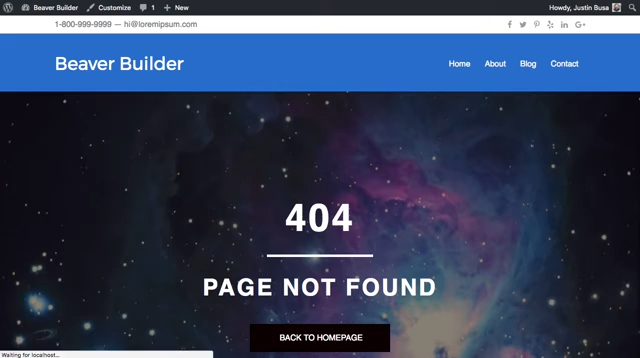 Beaver Builder Customize 1 New Howdy, Justin Busa
1-800-999-9999 — hi@loremipsum.com
Beaver Builder Home About Blog Contact
404
PAGE NOT FOUND
BACK TO HOMEPAGE
Waiting for localhost...